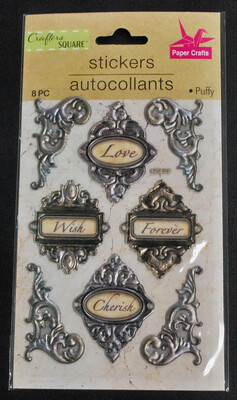 Crafters
SQUARE
Paper Crafts
stickers
autocollants
8 PC
• Puffy
Love
Wish
Forever
Cherish